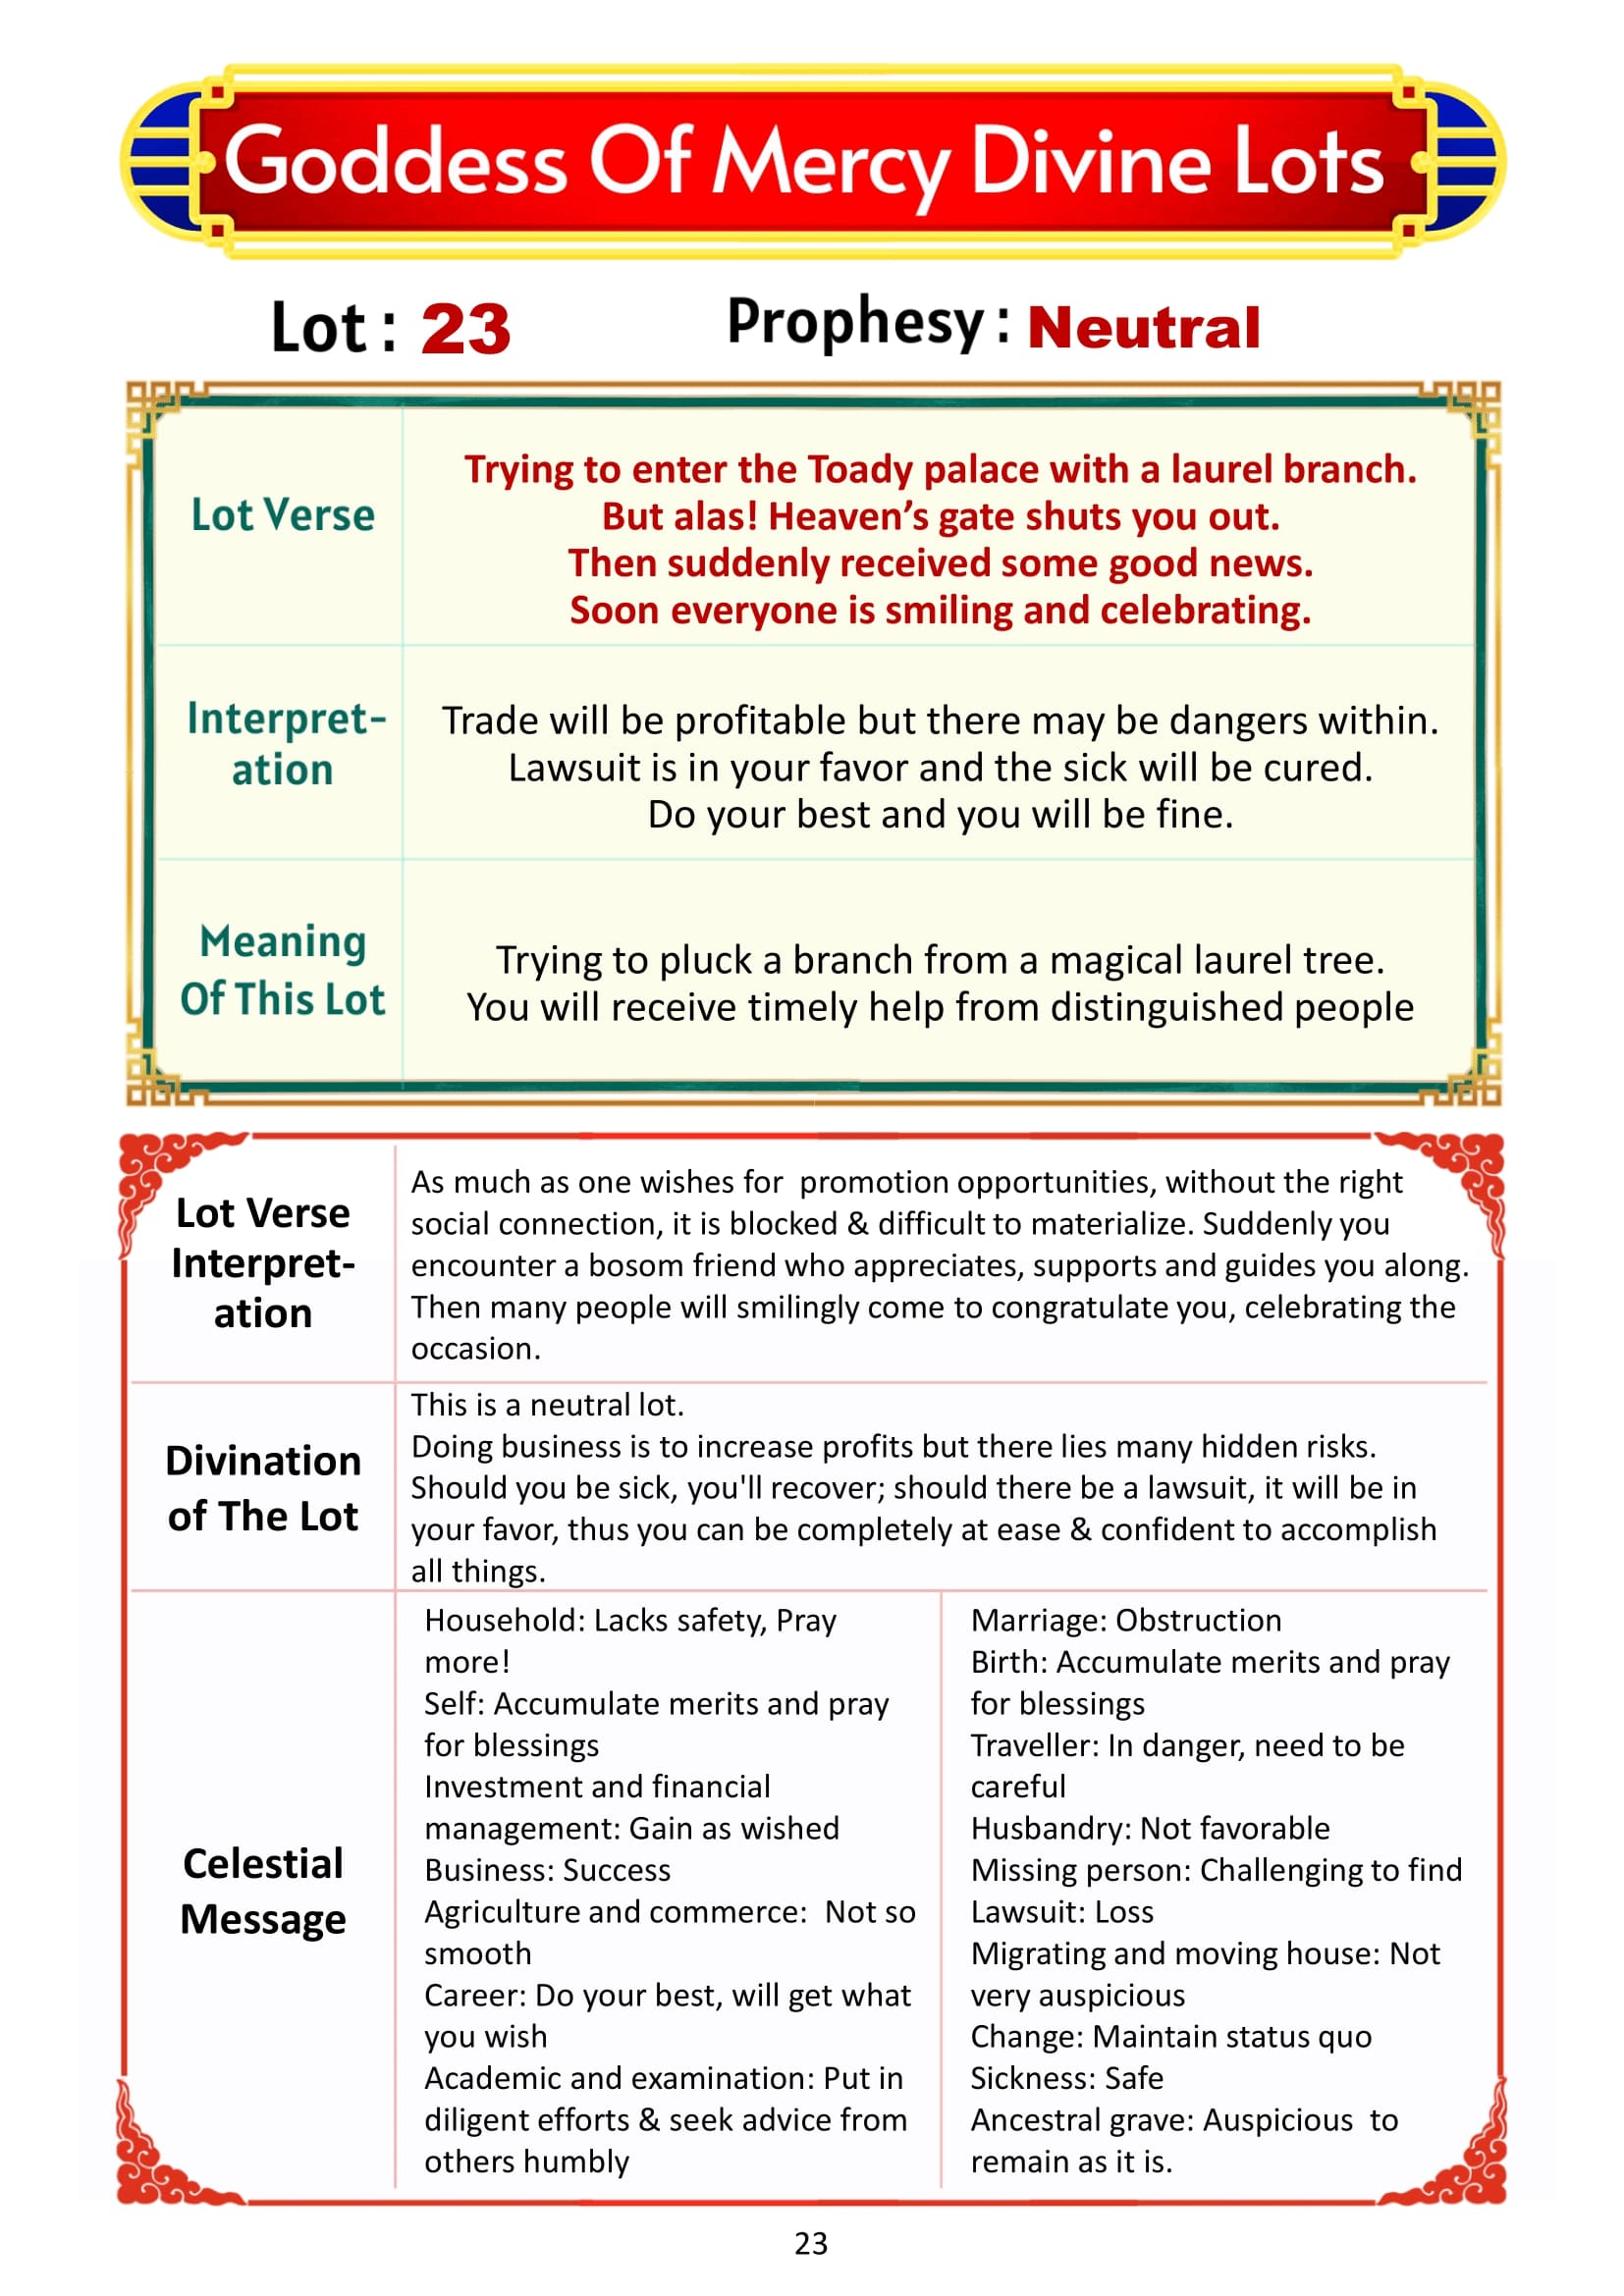 Goddess Of Mercy Divine Lots
Lot : 23
Prophesy : Neutral
Lot Verse
Trying to enter the Toady palace with a laurel branch.
But alas! Heaven’s gate shuts you out.
Then suddenly received some good news.
Soon everyone is smiling and celebrating.
Interpret-
ation
Trade will be profitable but there may be dangers within.
Lawsuit is in your favor and the sick will be cured.
Do your best and you will be fine.
Meaning
Of This Lot
Trying to pluck a branch from a magical laurel tree.
You will receive timely help from distinguished people
Lot Verse
Interpret-
ation
As much as one wishes for  promotion opportunities, without the right
social connection, it is blocked & difficult to materialize. Suddenly you
encounter a bosom friend who appreciates, supports and guides you along.
Then many people will smilingly come to congratulate you, celebrating the
occasion.
Divination
of The Lot
This is a neutral lot.
Doing business is to increase profits but there lies many hidden risks.
Should you be sick, you'll recover; should there be a lawsuit, it will be in
your favor, thus you can be completely at ease & confident to accomplish
all things.
Celestial
Message
Household: Lacks safety, Pray
more!
Self: Accumulate merits and pray
for blessings
Investment and financial
management: Gain as wished
Business: Success
Agriculture and commerce:  Not so
smooth
Career: Do your best, will get what
you wish
Academic and examination: Put in
diligent efforts & seek advice from
others humbly
Marriage: Obstruction
Birth: Accumulate merits and pray
for blessings
Traveller: In danger, need to be
careful
Husbandry: Not favorable
Missing person: Challenging to find
Lawsuit: Loss
Migrating and moving house: Not
very auspicious
Change: Maintain status quo
Sickness: Safe
Ancestral grave: Auspicious  to
remain as it is.
23